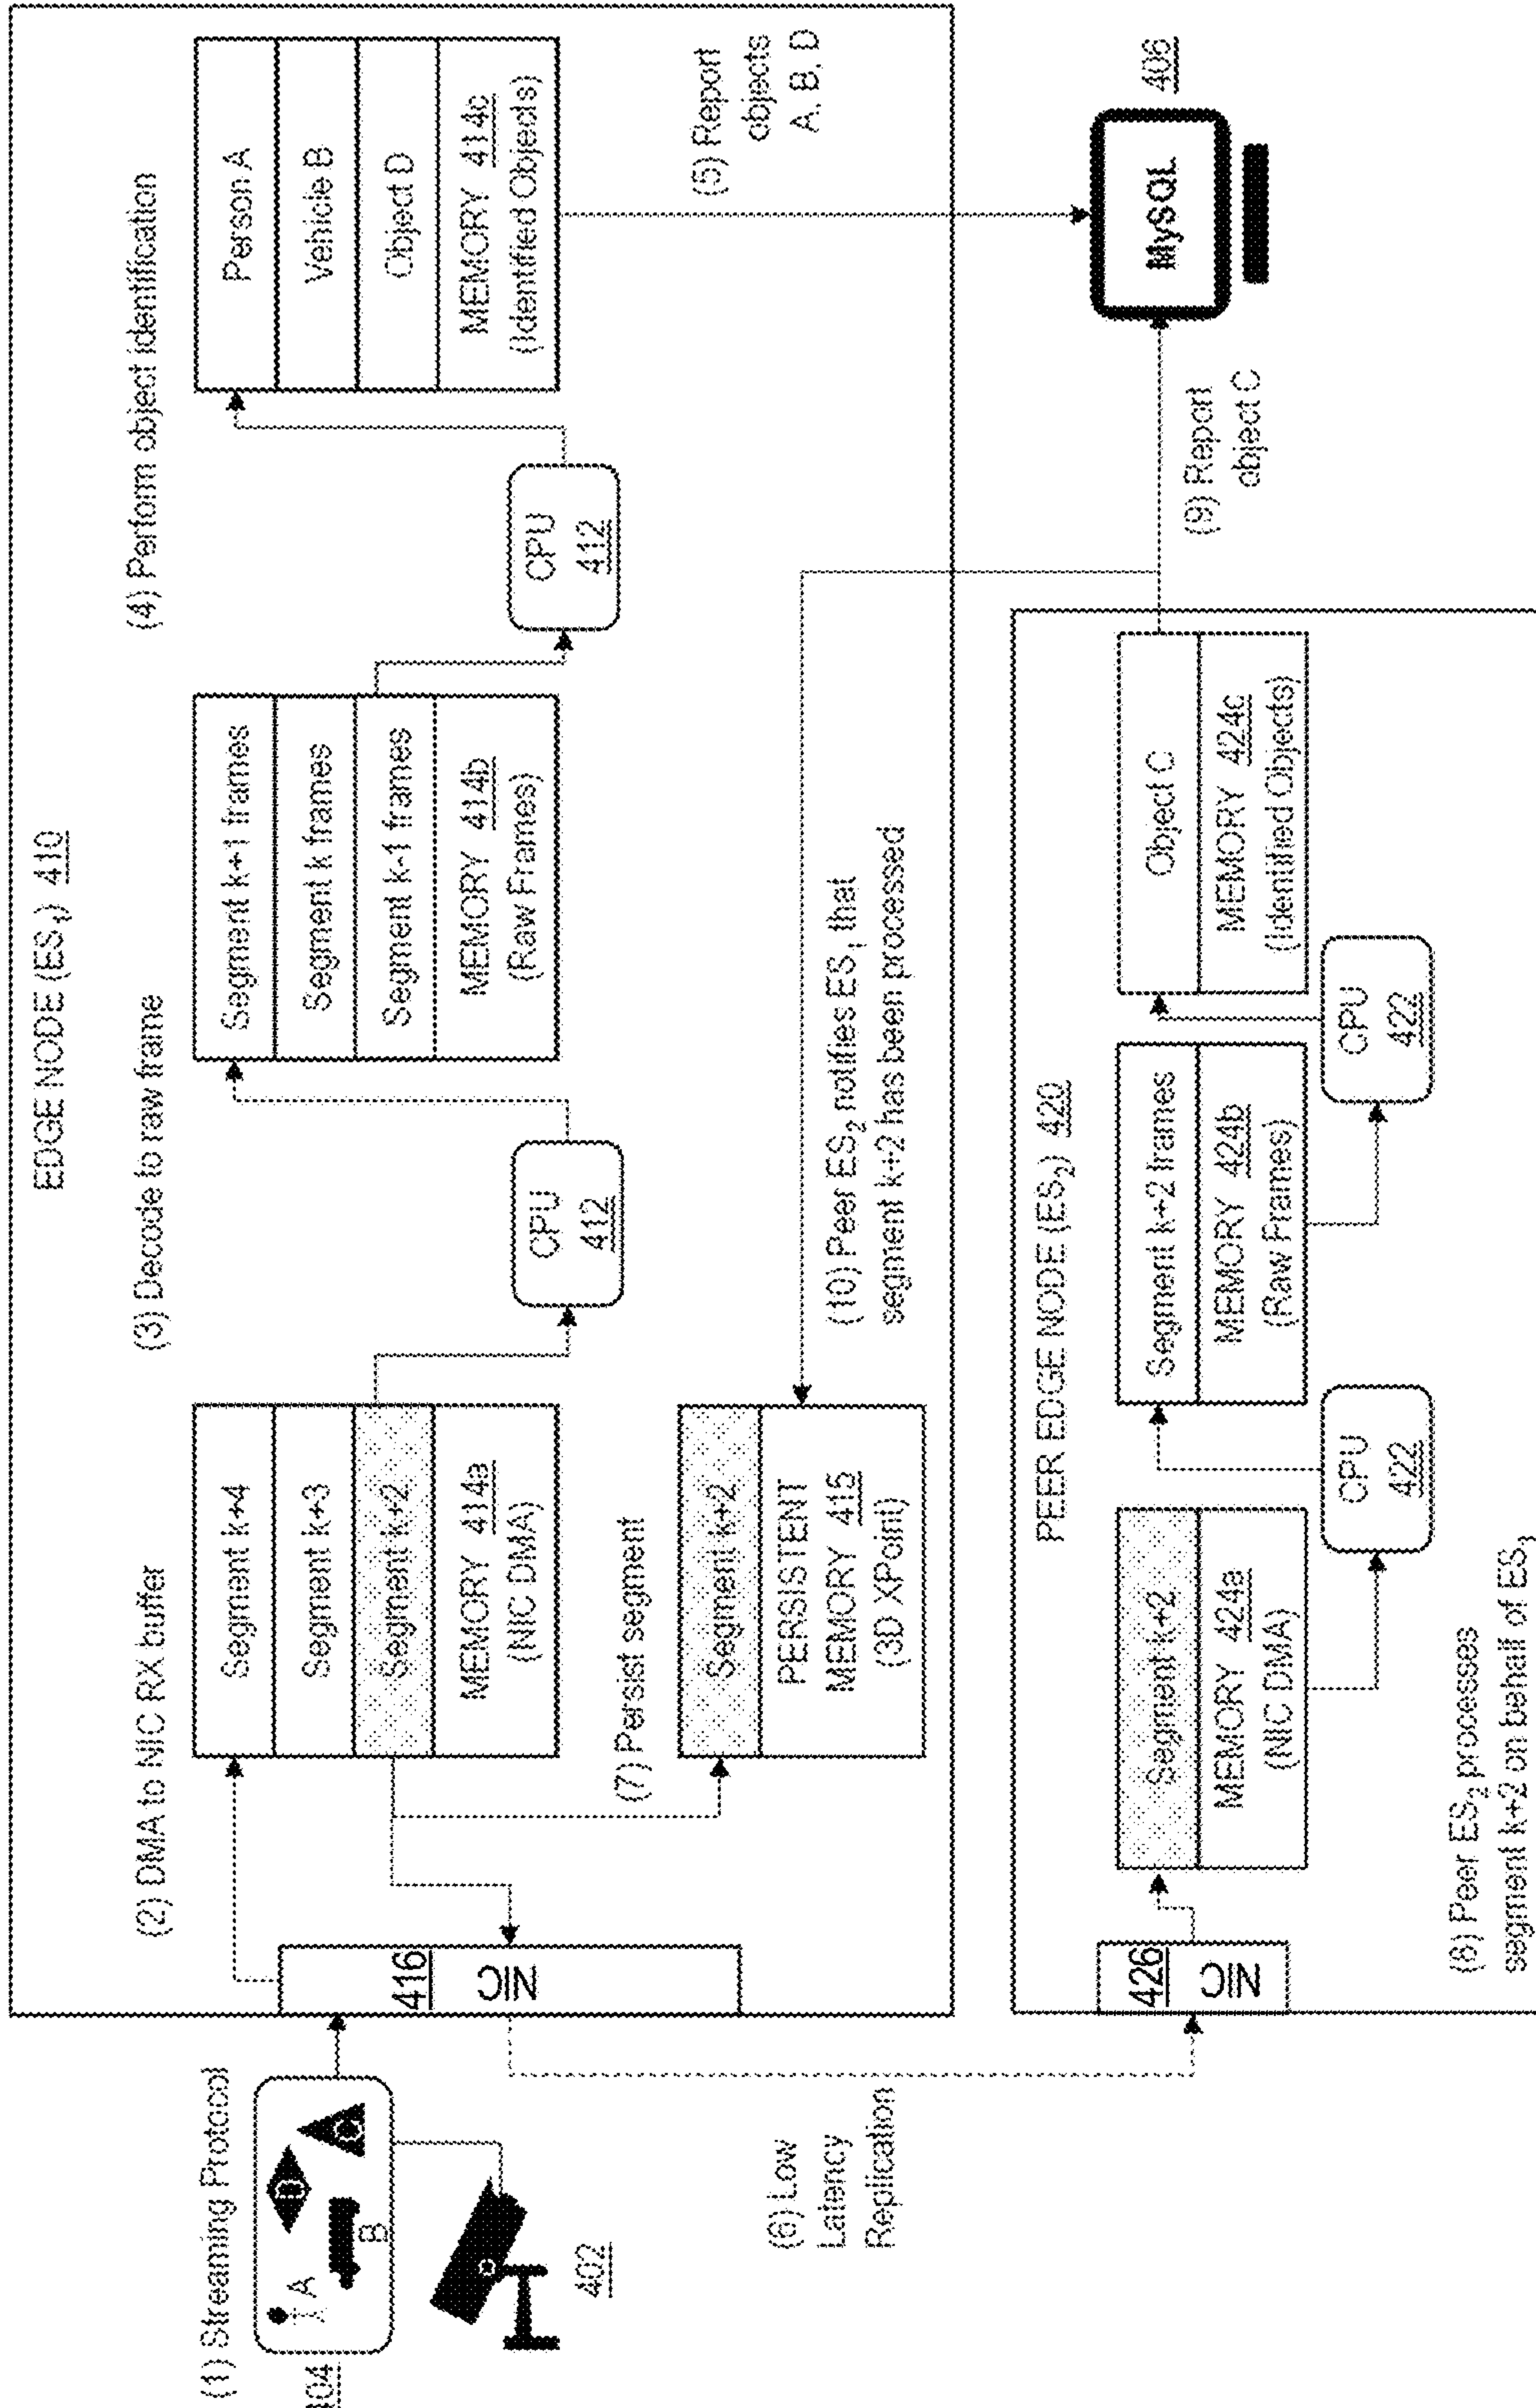 EDGE NODE (ES1) 410
(1) Streaming Protocol
A
B
402
(2) DMA to NIC RX buffer
416
NIC
Segment k+4
Segment k+3
Segment k+2
MEMORY 414a
(NIC DMA)
(3) Decode to raw frame
CPU
412
Segment k+1 frames
Segment k frames
Segment k-1 frames
MEMORY 414b
(Raw Frames)
(4) Perform object identification
CPU
412
Person A
Vehicle B
Object D
MEMORY 414c
(Identified Objects)
(5) Report
objects
A, B, D
(6) Low
Latency
Replication
(7) Persist segment
Segment k+2
PERSISTENT
MEMORY 415
(3D XPoint)
(10) Peer ES2 notifies ES1 that
segment k+2 has been processed
PEER EDGE NODE (ES2) 420
426
NIC
Segment k+2
MEMORY 424a
(NIC DMA)
CPU
422
Segment k+2 frames
MEMORY 424b
(Raw Frames)
CPU
422
Object C
MEMORY 424c
(Identified Objects)
(8) Peer ES2 processes
segment k+2 on behalf of ES1
(9) Report
object C
MySQL
406